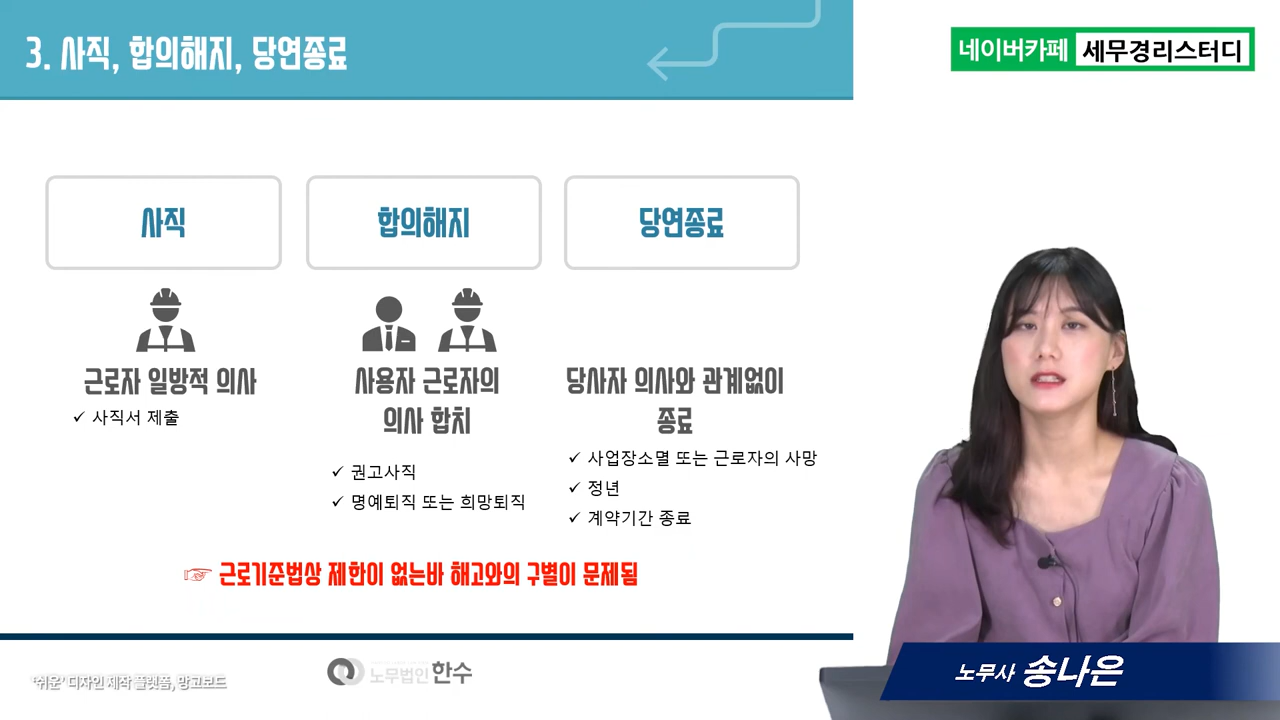 3. 사직, 합의해지, 당연종료
네이버카페 세무경리스터디
사직
합의해지
당연종료
근로자 일방적 의사
✓ 사직서 제출
사용자 근로자의
의사 합치
✓ 권고사직
✓ 명예퇴직 또는 희망퇴직
당사자 의사와 관계없이
종료
✓ 사업장소멸 또는 근로자의 사망
✓ 정년
✓ 계약기간 종료
☞ 근로기준법상 제한이 없는바 해고와의 구별이 문제됨
'쉬운' 디자인 제작 플랫폼, 망고보드
노무법인 한수
노무사 송나은